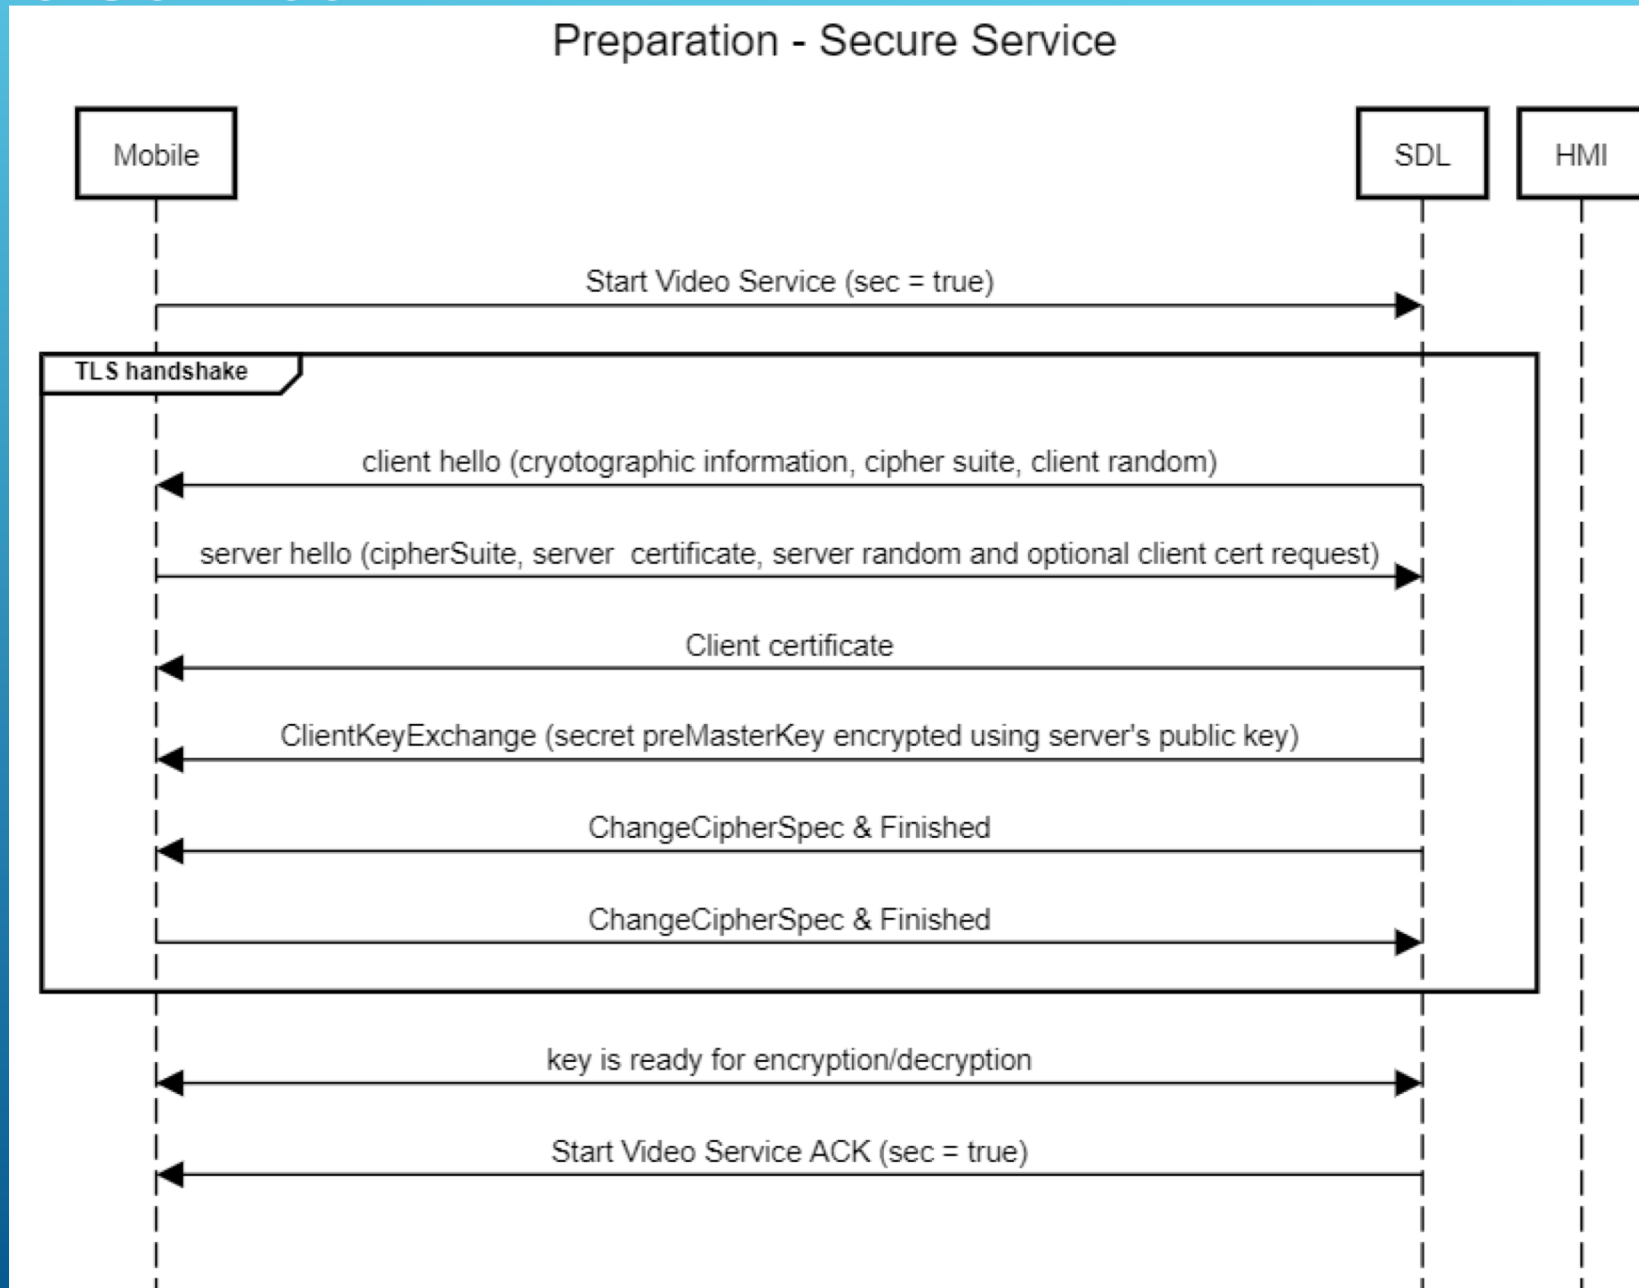 Preparation - Secure Service
Mobile
SDL
HMI
Start Video Service (sec = true)
TLS handshake
client hello (cryotographic information, cipher suite, client random)
server hello (cipherSuite, server  certificate, server random and optional client cert request)
Client certificate
ClientKeyExchange (secret preMasterKey encrypted using server's public key)
ChangeCipherSpec & Finished
ChangeCipherSpec & Finished
key is ready for encryption/decryption
Start Video Service ACK (sec = true)